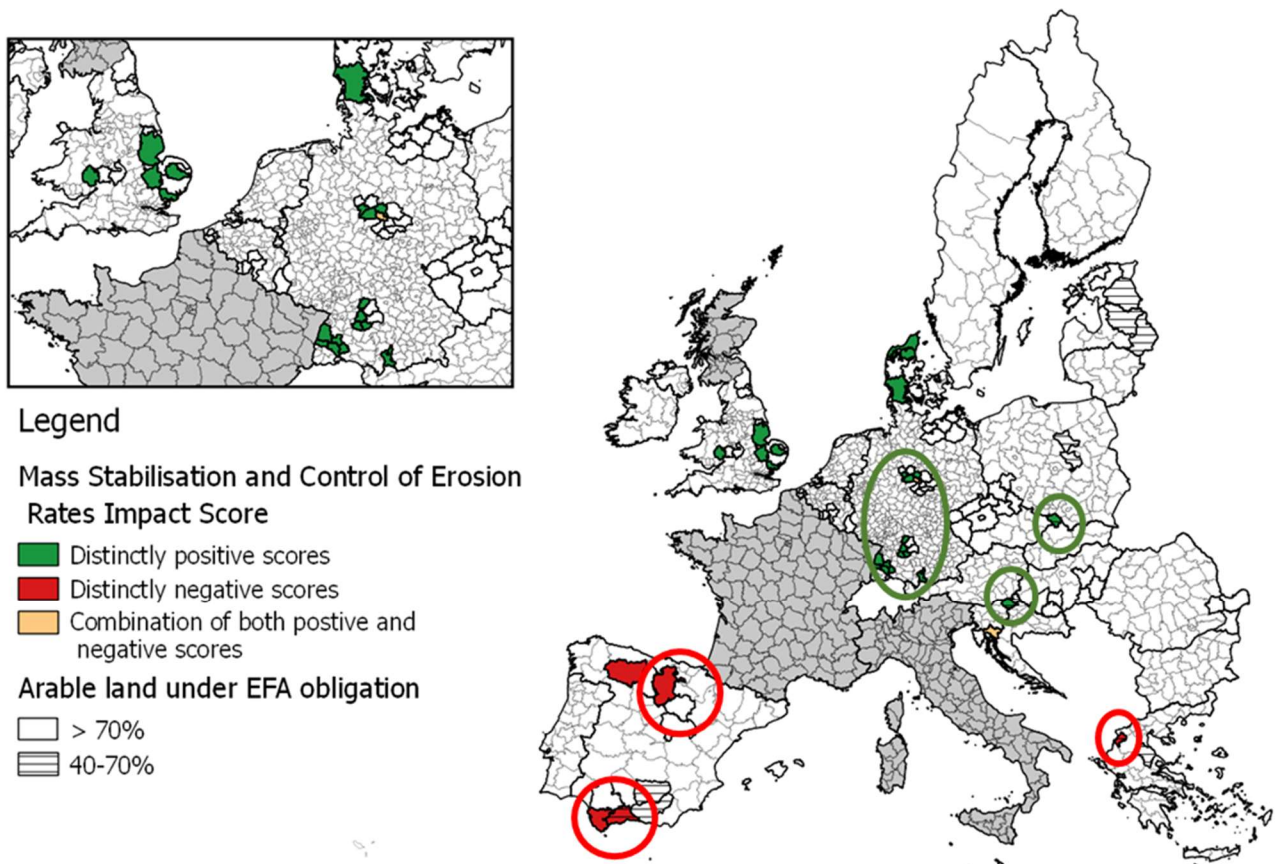 Legend
Mass Stabilisation and Control of Erosion
Rates Impact Score
Distinctly positive scores
Distinctly negative scores
Combination of both postive and
negative scores
Arable land under EFA obligation
> 70%
40-70%